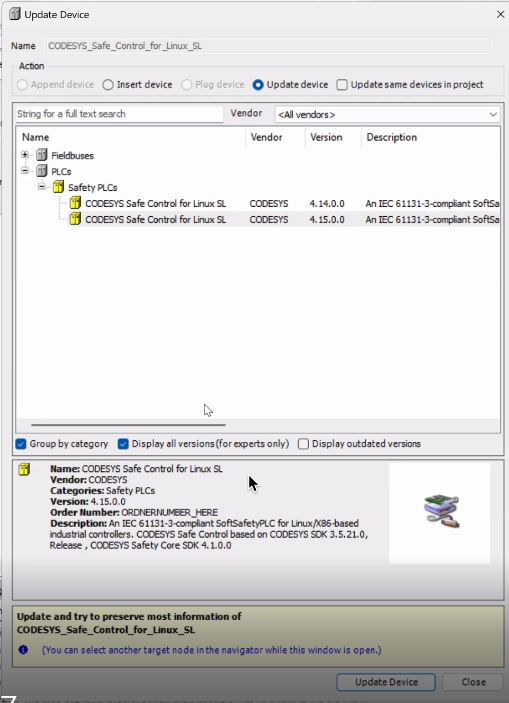 Update Device
Name CODESYS_Safe_Control_for_Linux_SL
Action
Append device Insert device Plug device Update device Update same devices in project
String for a full text search Vendor <All vendors>
Name Vendor Version Description
Fieldbuses
PLCs
Safety PLCs
CODESYS Safe Control for Linux SL CODESYS 4.14.0.0 An IEC 61131-3-compliant SoftSa
CODESYS Safe Control for Linux SL CODESYS 4.15.0.0 An IEC 61131-3-compliant SoftSa
Group by category Display all versions (for experts only) Display outdated versions
Name: CODESYS Safe Control for Linux SL
Vendor: CODESYS
Categories: Safety PLCs
Version: 4.15.0.0
Order Number: ORDNERNUMBER_HERE
Description: An IEC 61131-3-compliant SoftSafetyPLC for Linux/X86-based
industrial controllers. CODESYS Safe Control based on CODESYS SDK 3.5.21.0,
Release , CODESYS Safety Core SDK 4.1.0.0
Update and try to preserve most information of
CODESYS_Safe_Control_for_Linux_SL
(You can select another target node in the navigator while this window is open.)
Update Device Close